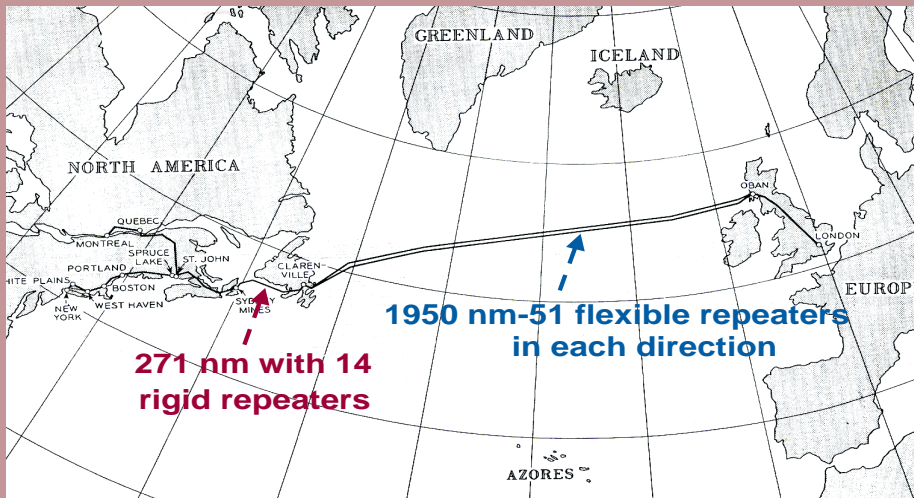 GREENLAND
ICELAND
NORTH AMERICA
OBAN
QUEBEC
MONTREAL
SPRUCE
LAKE
ST. JOHN
CLAREN-
VILLE
LONDON
PORTLAND
HITE PLAINS
BOSTON
SYDNEY
MINES
EUROP
NEW
YORK
WEST HAVEN
1950 nm-51 flexible repeaters
in each direction
271 nm with 14
rigid repeaters
AZORES